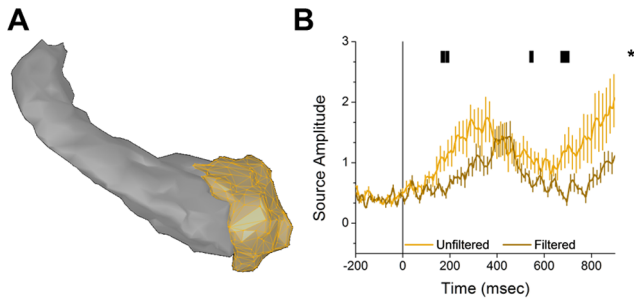 A
B
Source Amplitude
3
2
1
0
*
Unfiltered
Filtered
-200
0
200
400
600
800
Time (msec)